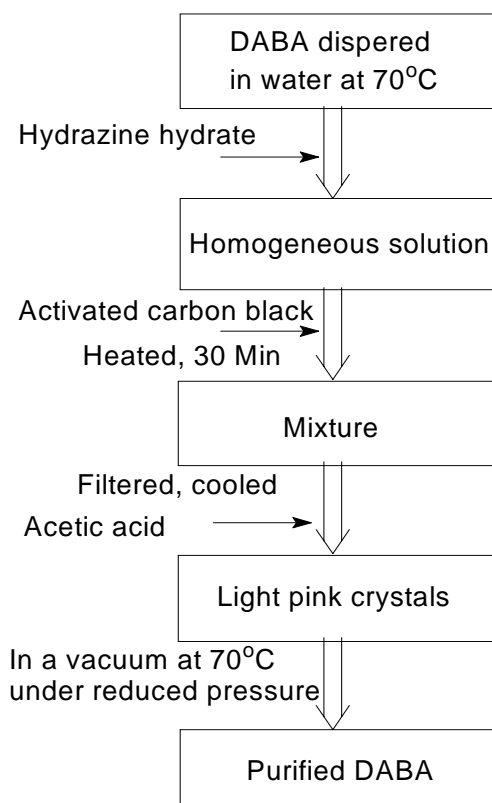 DABA dispered
in water at 70°C
Hydrazine hydrate
Homogeneous solution
Activated carbon black
Heated, 30 Min
Mixture
Filtered, cooled
Acetic acid
Light pink crystals
In a vacuum at 70°C
under reduced pressure
Purified DABA